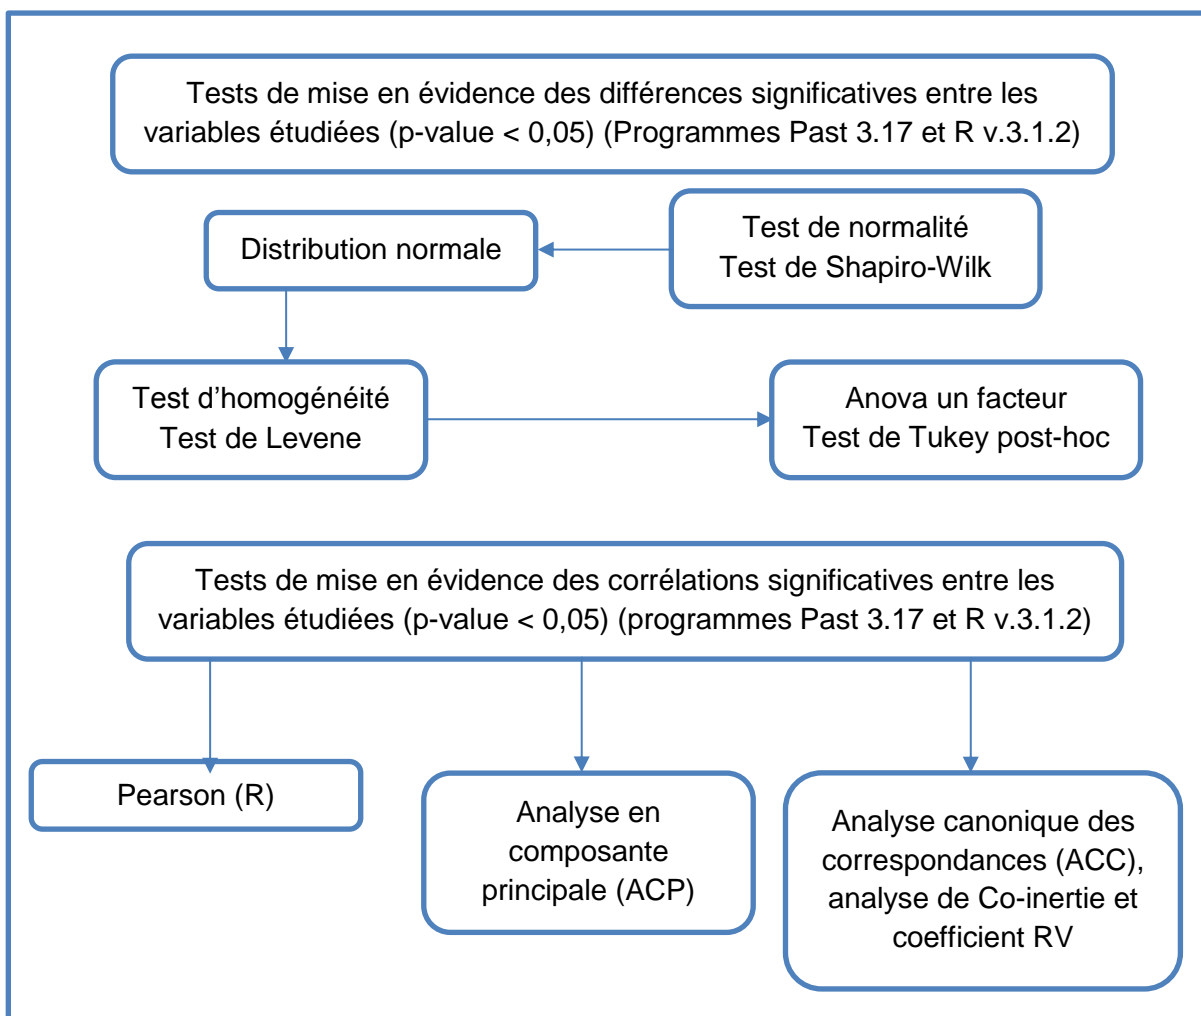 Tests de mise en évidence des différences significatives entre les
variables étudiées (p-value < 0,05) (Programmes Past 3.17 et R v.3.1.2)
Distribution normale
Test de normalité
Test de Shapiro-Wilk
Test d’homogénéité
Test de Levene
Anova un facteur
Test de Tukey post-hoc
Tests de mise en évidence des corrélations significatives entre les
variables étudiées (p-value < 0,05) (programmes Past 3.17 et R v.3.1.2)
Pearson (R)
Analyse en
composante
principale (ACP)
Analyse canonique des
correspondances (ACC),
analyse de Co-inertie et
coefficient RV